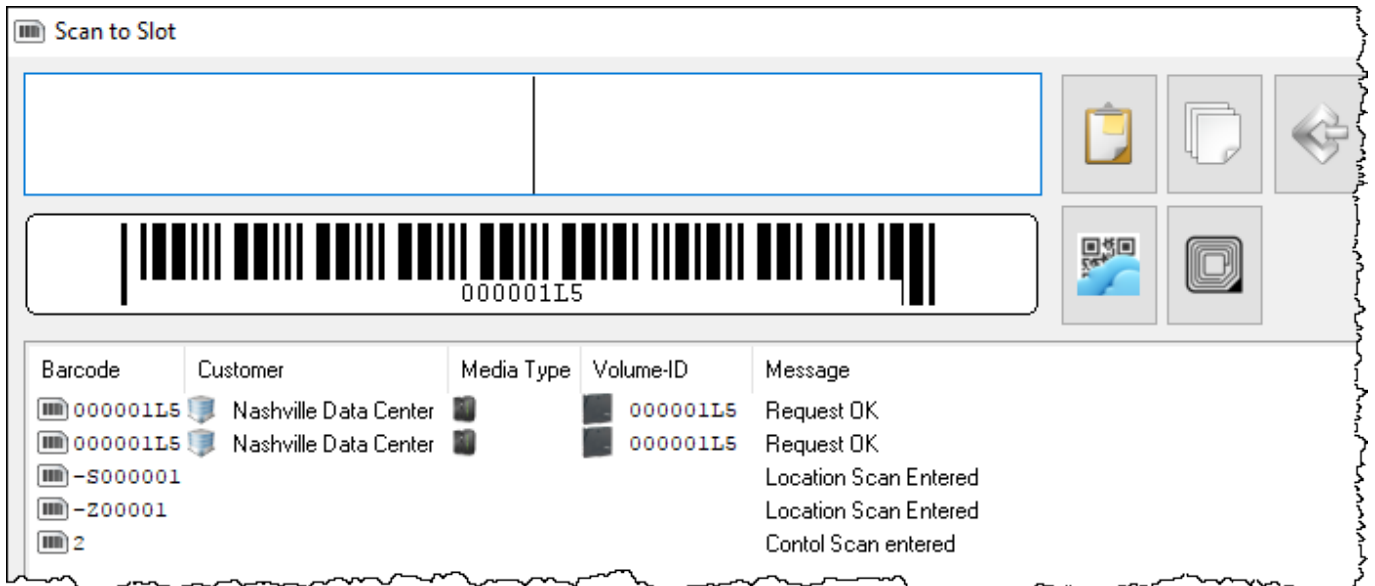 Scan to Slot
000001L5
Barcode Customer Media Type Volume-ID Message
000001L5 Nashville Data Center 000001L5 Request OK
000001L5 Nashville Data Center 000001L5 Request OK
-S000001 Location Scan Entered
-Z00001 Location Scan Entered
2 Contol Scan entered